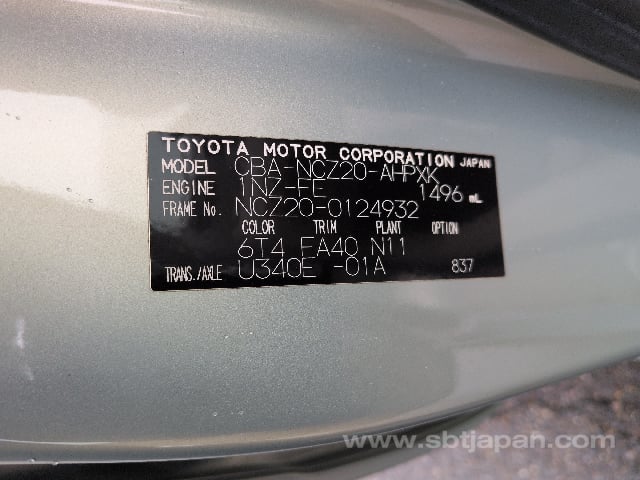 TOYOTA MOTOR CORPORATION JAPAN
MODEL CBA-NCZ20-AHPXK
ENGINE 1NZ-FE 1496 mL
FRAME No. NCZ20-0124932
COLOR TRIM PLANT OPTION
6T4 FA40 N11
TRANS./AXLE U340E -01A 837
www.sbtjapan.com